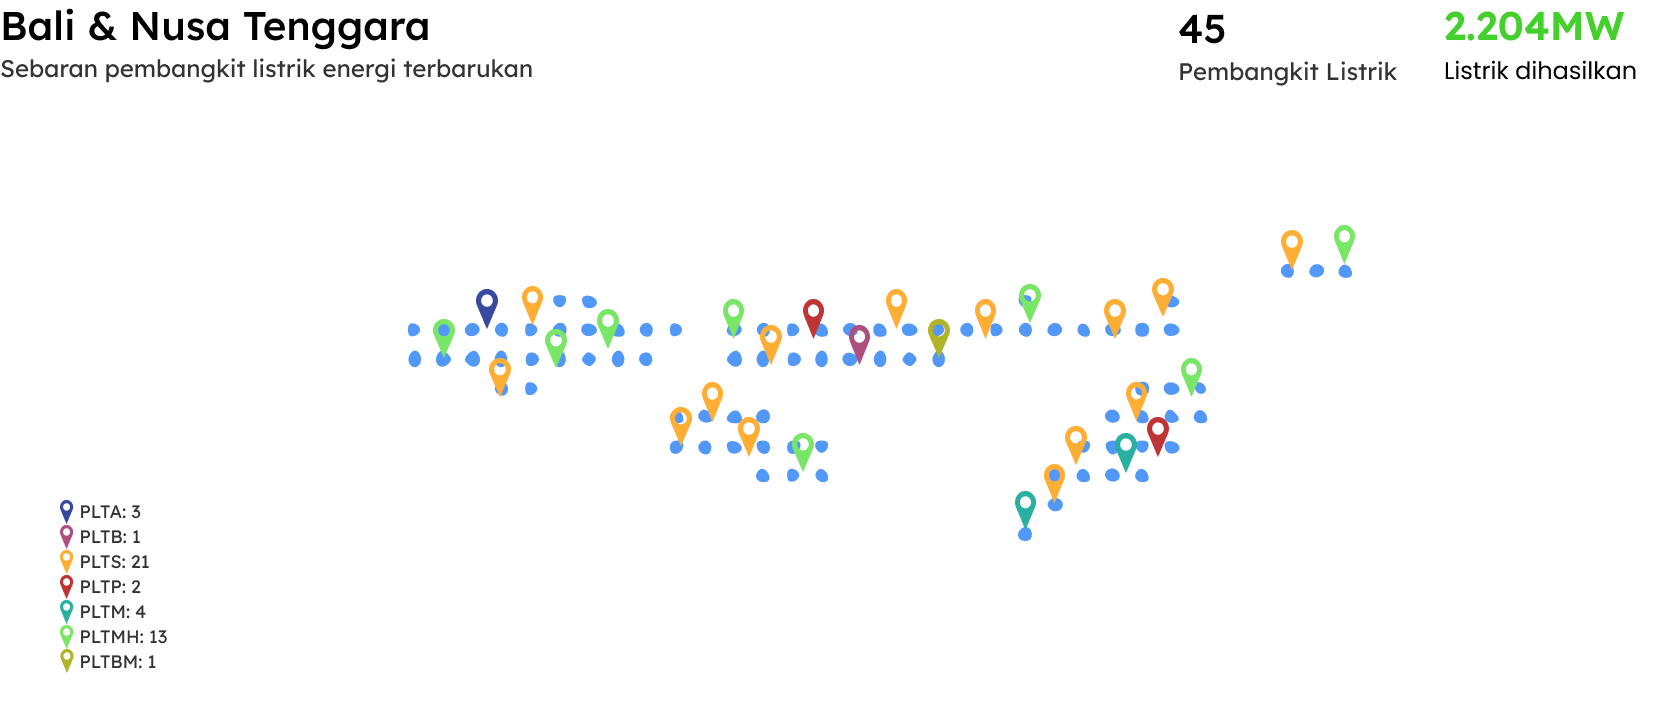 Bali & Nusa Tenggara
Sebaran pembangkit listrik energi terbarukan
45
Pembangkit Listrik
2.204MW
Listrik dihasilkan
PLTA: 3
PLTB: 1
PLTS: 21
PLTP: 2
PLTM: 4
PLTMH: 13
PLTBM: 1